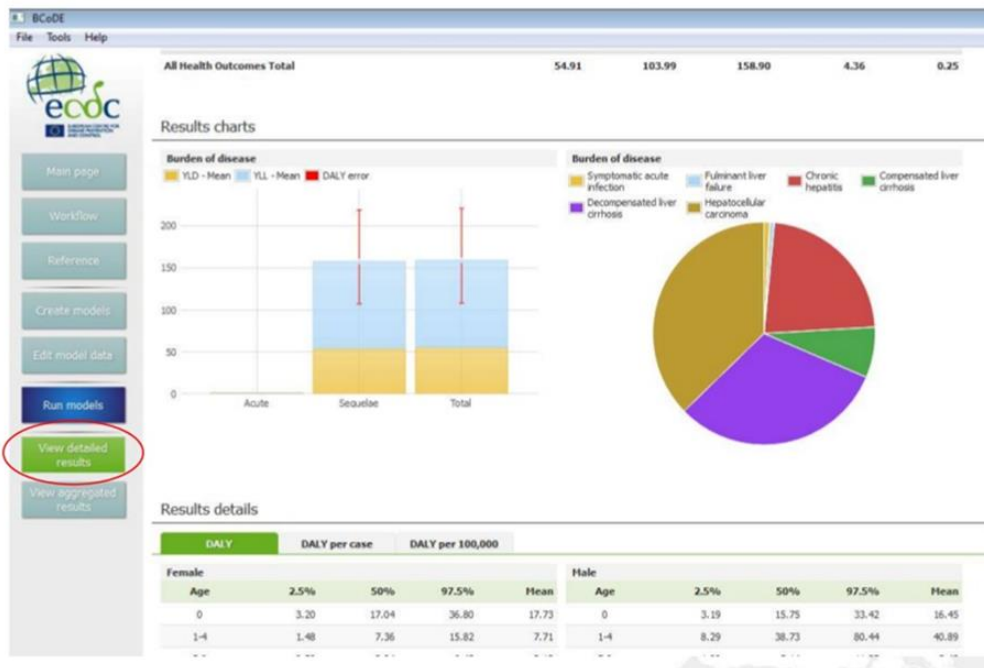 BCoDE
File Tools Help
ecdc
EUROPEAN CENTRE FOR
DISEASE PREVENTION
AND CONTROL
Main page
Workflow
Reference
Create models
Edit model data
Run models
View detailed
results
View aggregated
results
All Health Outcomes Total 54.91 103.99 158.90 4.36 0.25
Results charts
Burden of disease
YLD - Mean YLL - Mean DALY error
200
150
100
50
0
Acute Sequelae Total
Burden of disease
Symptomatic acute
infection
Fulminant liver
failure
Chronic
hepatitis
Compensated liver
cirrhosis
Decompensated liver
cirrhosis
Hepatocellular
carcinoma
Results details
DALY DALY per case DALY per 100,000
Female
Age 2.5% 50% 97.5% Mean
0 3.20 17.04 36.80 17.73
1-4 1.48 7.36 15.82 7.71
Male
Age 2.5% 50% 97.5% Mean
0 3.19 15.75 33.42 16.45
1-4 8.29 38.73 80.44 40.89